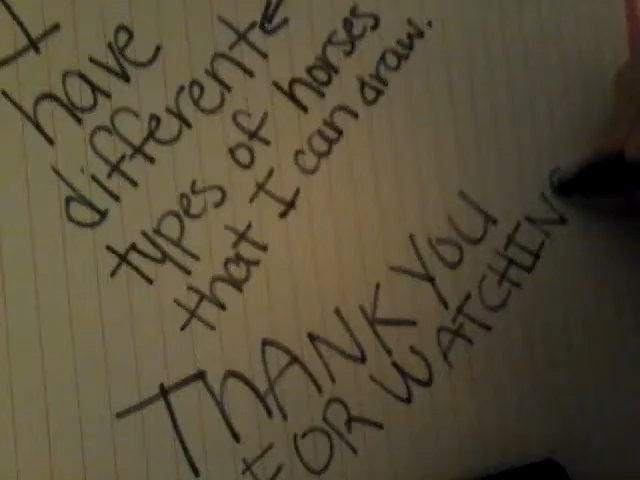 I
have
different
types of horses
that I can draw.
THANK YOU
FOR WATCHIN